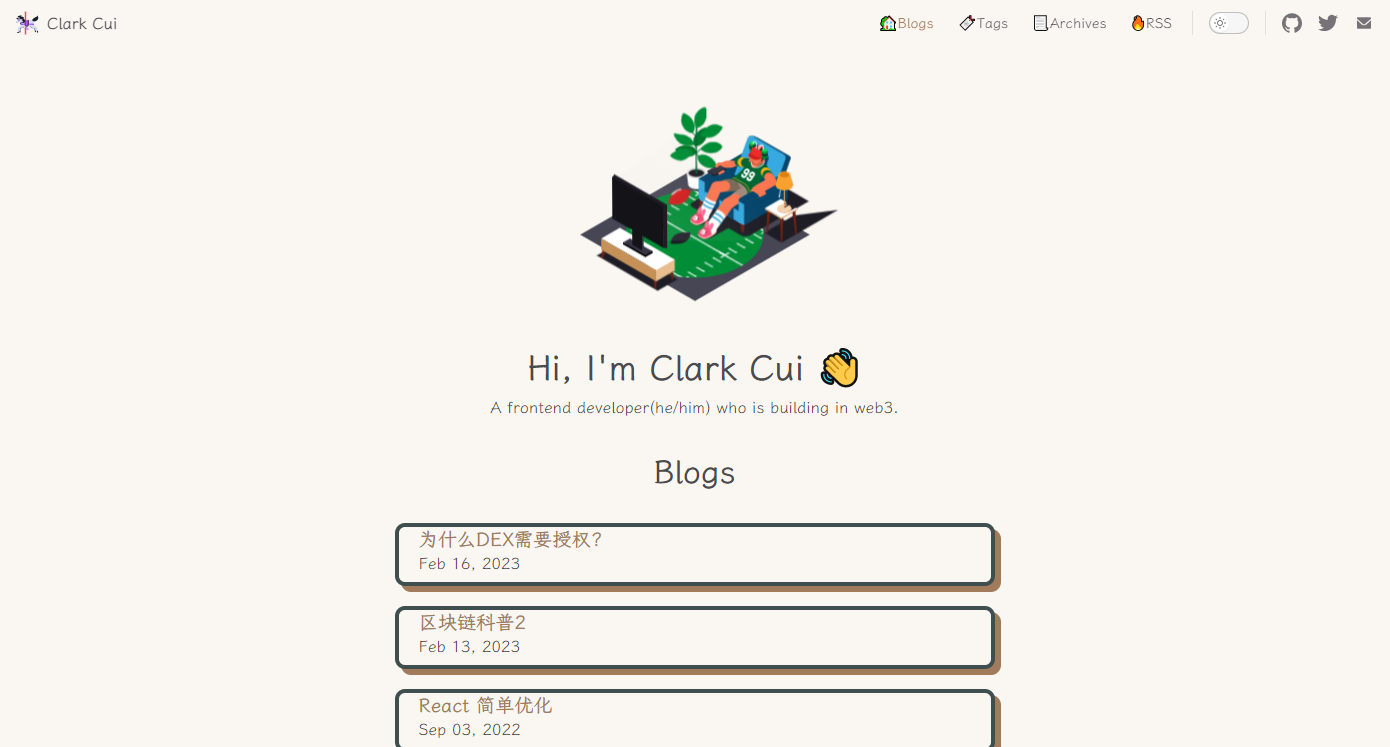 Clark Cui
Blogs Tags Archives RSS
99
Hi, I'm Clark Cui 👋
A frontend developer(he/him) who is building in web3.
Blogs
为什么DEX需要授权?
Feb 16, 2023
区块链科普2
Feb 13, 2023
React 简单优化
Sep 03, 2022